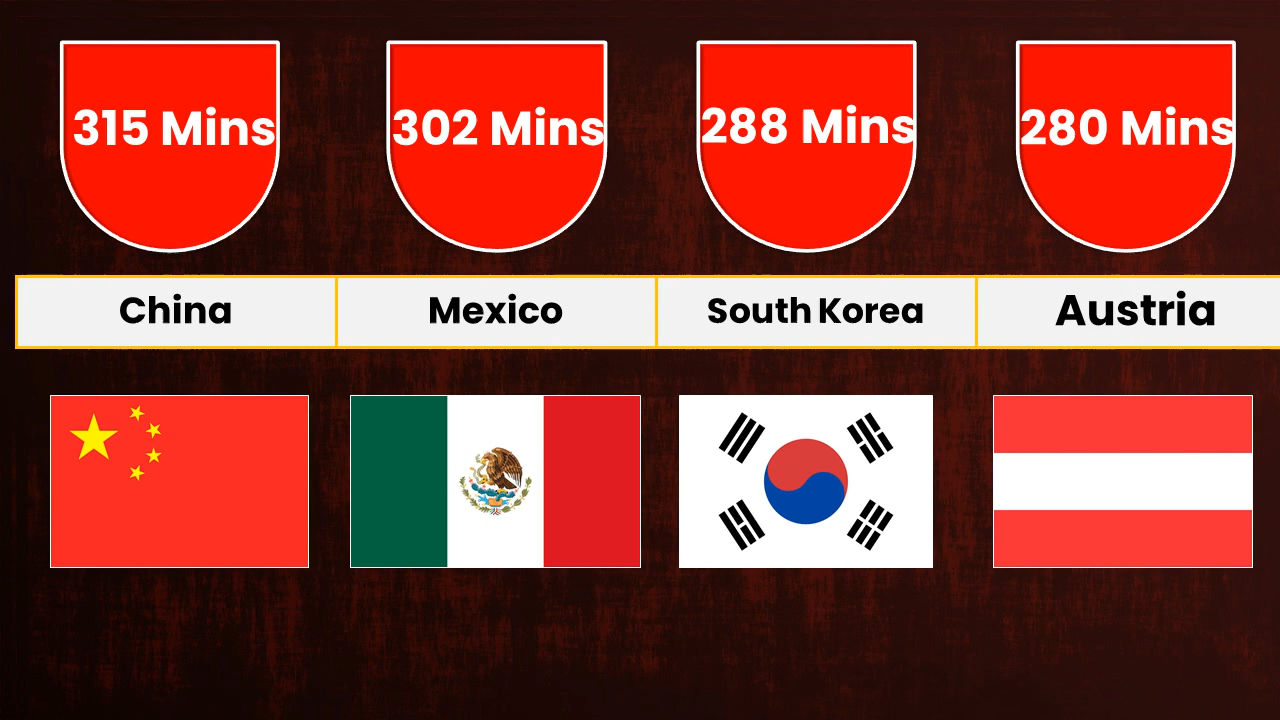 315 Mins
302 Mins
288 Mins
280 Mins
China
Mexico
South Korea
Austria